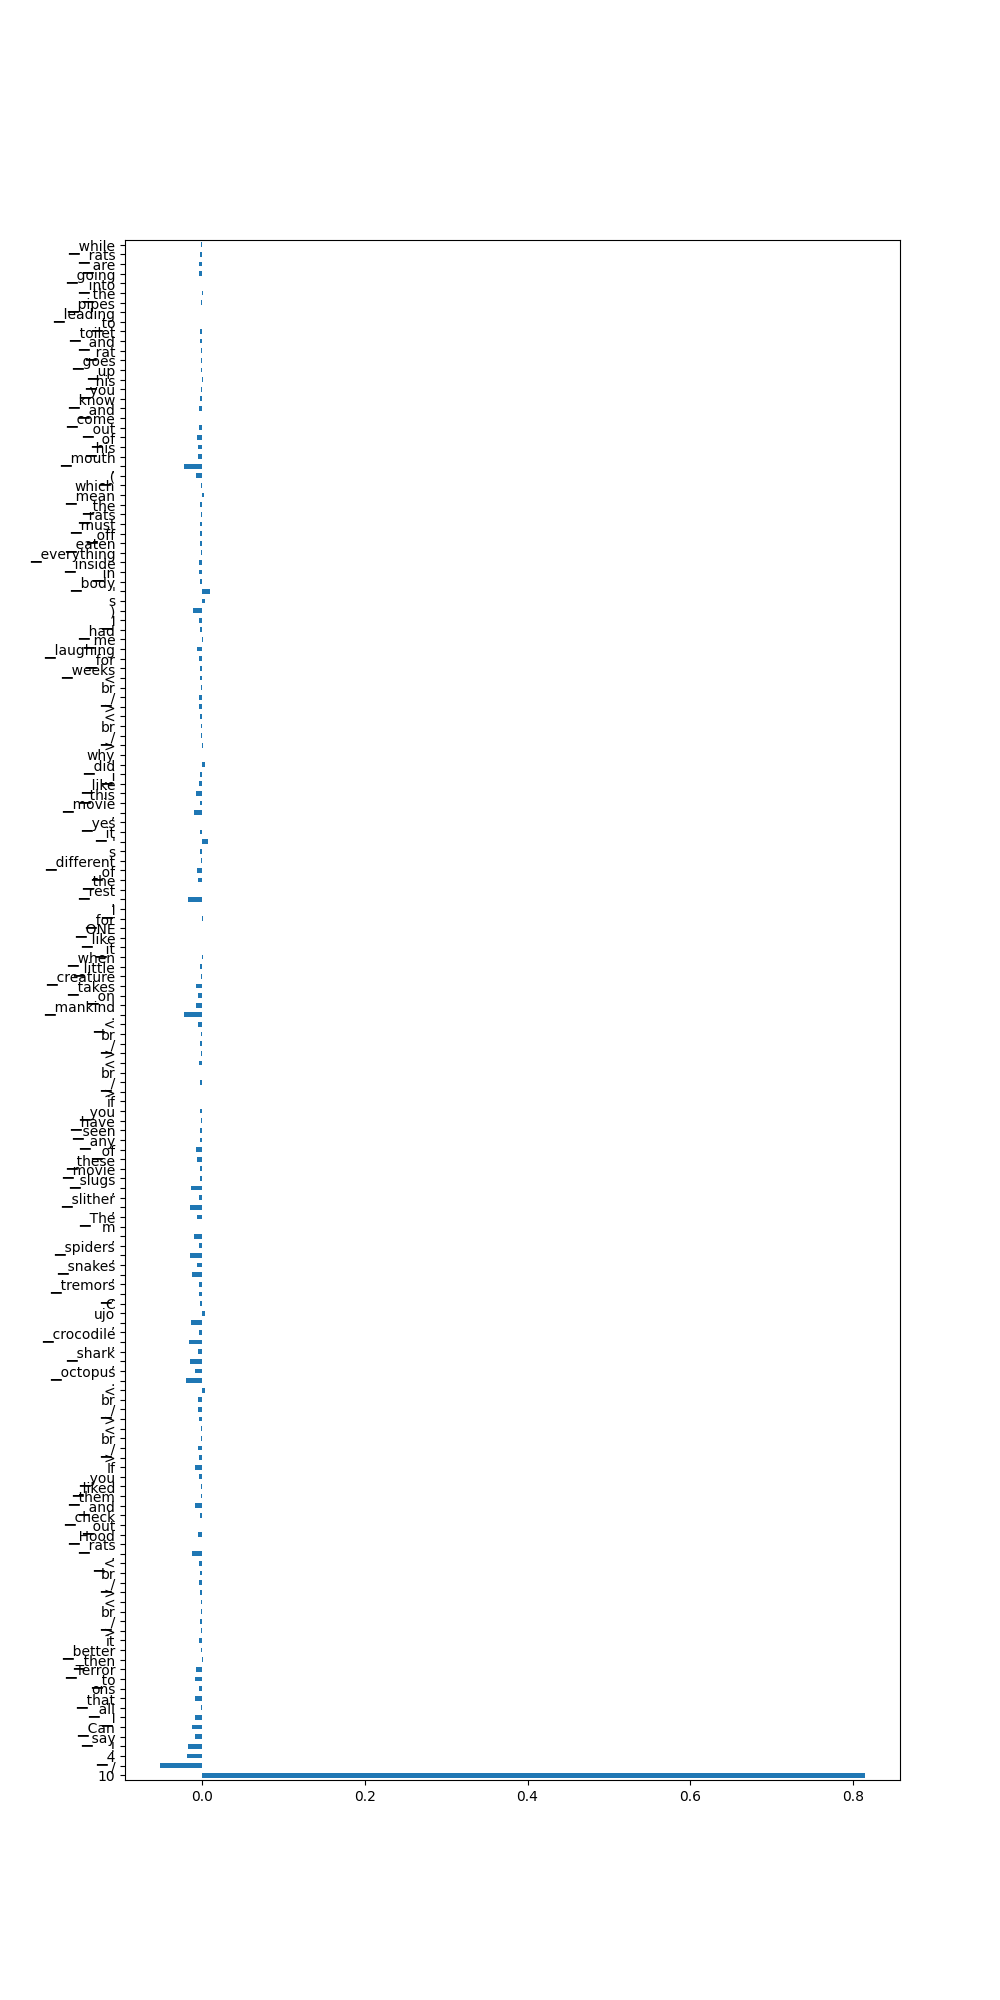 _while
_rats
_are
_going
_into
_the
_pipes
_leading
_to
_toilet
_and
_rat
_goes
_up
_his
_you
_know
_and
_come
_out
_of
_his
_mouth
_(
which
_mean
_the
_rats
_must
_off
_eaten
_everything
_inside
_in
_body
'
s
)
_I
_had
_me
_laughing
_for
_weeks
_<
br
_/
><
br
_/
>
why
_did
_I
_like
_this
_movie
,
_yes
_it
_'
s
_different
_of
_the
_rest
.
_I
_for
_ONE
_like
_it
_when
_little
_creature
_takes
_on
_mankind
.
_<
br
_/
><
br
_/
>
if
_you
_have
_seen
_any
_of
_these
_movie
_slugs
,
_slither
,
_The
_m
,
_spiders
,
_snakes
,
_tremors
,
_C
ujo
,
_crocodile
,
_shark
,
_octopus
.
_<
br
_/
><
br
_/
>
If
_you
_liked
_them
_and
_check
_out
_Hood
_rats
.
_<
br
_/
><
br
_/
>
it
_better
_then
_Terror
_to
ons
_that
_all
_I
_Can
_say
_!
4
_/
10
0.0 0.2 0.4 0.6 0.8